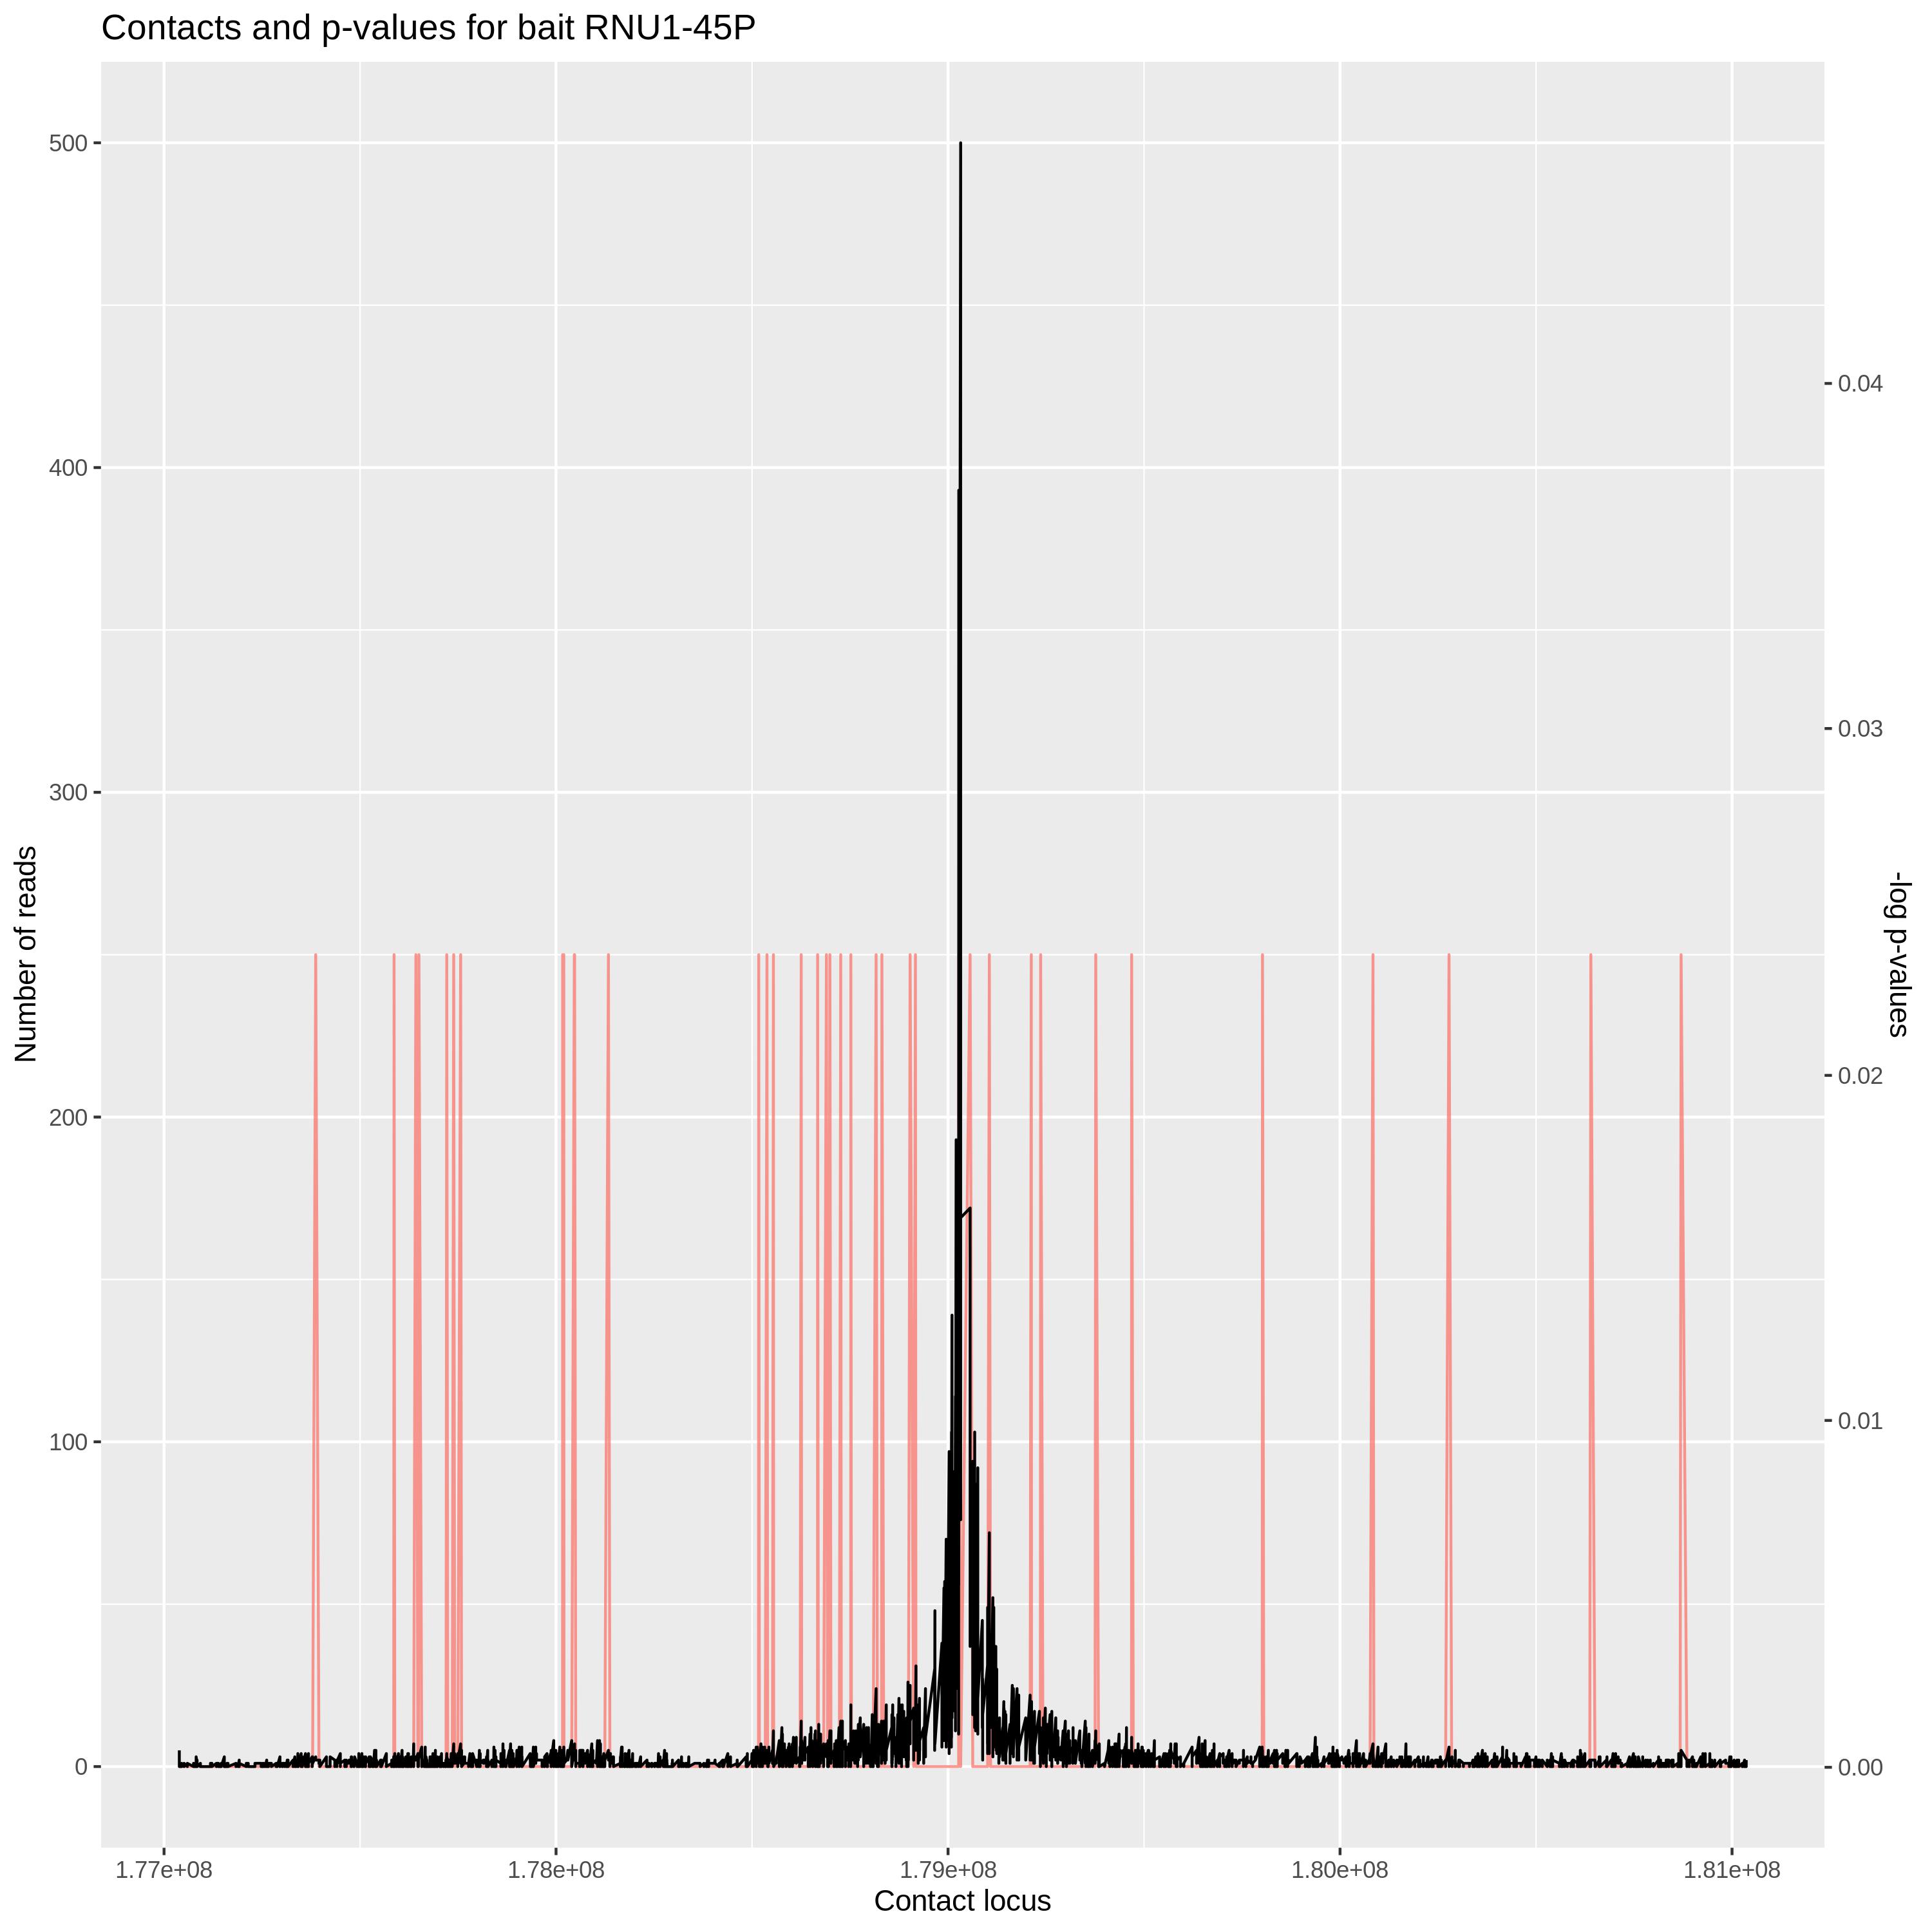 Contacts and p-values for bait RNU1-45P
500
400
300
200
100
0
Number of reads
0.04
0.03
0.02
0.01
0.00
-log p-values
1.77e+08
1.78e+08
1.79e+08
1.80e+08
1.81e+08
Contact locus